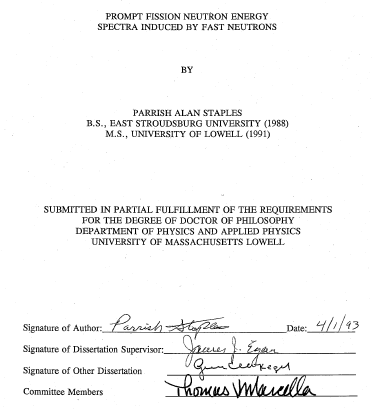 PROMPT FISSION NEUTRON ENERGY
SPECTRA INDUCED BY FAST NEUTRONS
BY
PARRISH ALAN STAPLES
B.S., EAST STROUDSBURG UNIVERSITY (1988)
M.S., UNIVERSITY OF LOWELL (1991)
SUBMITTED IN PARTIAL FULFILLMENT OF THE REQUIREMENTS
FOR THE DEGREE OF DOCTOR OF PHILOSOPHY
DEPARTMENT OF PHYSICS AND APPLIED PHYSICS
UNIVERSITY OF MASSACHUSETTS LOWELL
Signature of Author: Parrish Staples Date: 4/1/93
Signature of Dissertation Supervisor: James J. Egan
Signature of Other Dissertation
Committee Members Thomas V Marcella